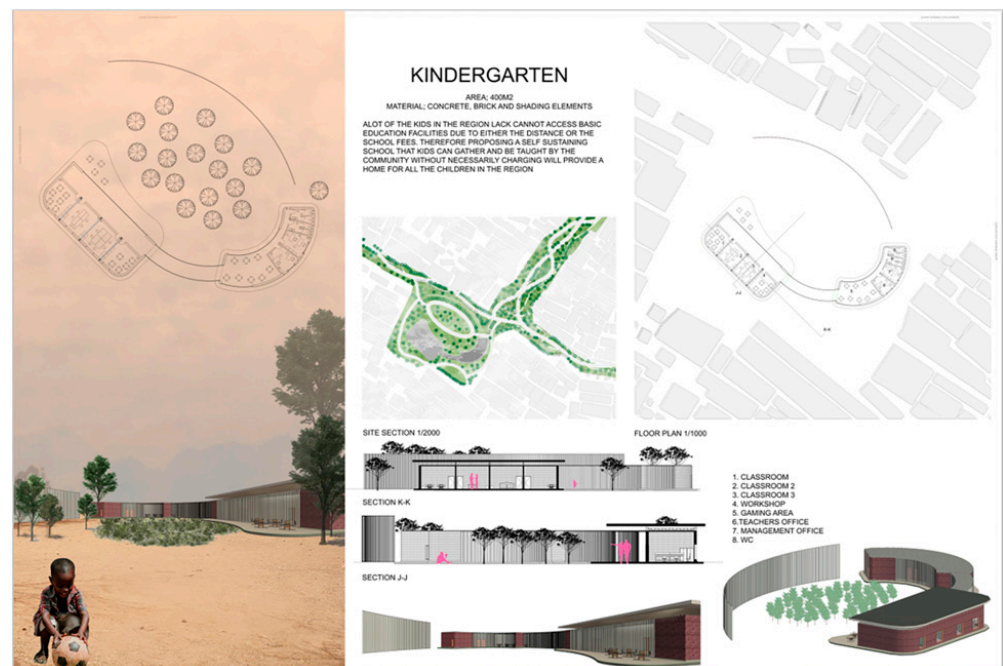 KINDERGARTEN
AREA; 400M2
MATERIAL; CONCRETE, BRICK AND SHADING ELEMENTS
ALOT OF THE KIDS IN THE REGION LACK CANNOT ACCESS BASIC
EDUCATION FACILITIES DUE TO EITHER THE DISTANCE OR THE
SCHOOL FEES. THEREFORE PROPOSING A SELF SUSTAINING
SCHOOL THAT KIDS CAN GATHER AND BE TAUGHT BY THE
COMMUNITY WITHOUT NECESSARILY CHARGING WILL PROVIDE A
HOME FOR ALL THE CHILDREN IN THE REGION
J-J
K-K
SITE SECTION 1/2000
FLOOR PLAN 1/1000
SECTION K-K
SECTION J-J
1. CLASSROOM
2. CLASSROOM 2
3. CLASSROOM 3
4. WORKSHOP
5. GAMING AREA
6.TEACHERS OFFICE
7. MANAGEMENT OFFICE
8. WC